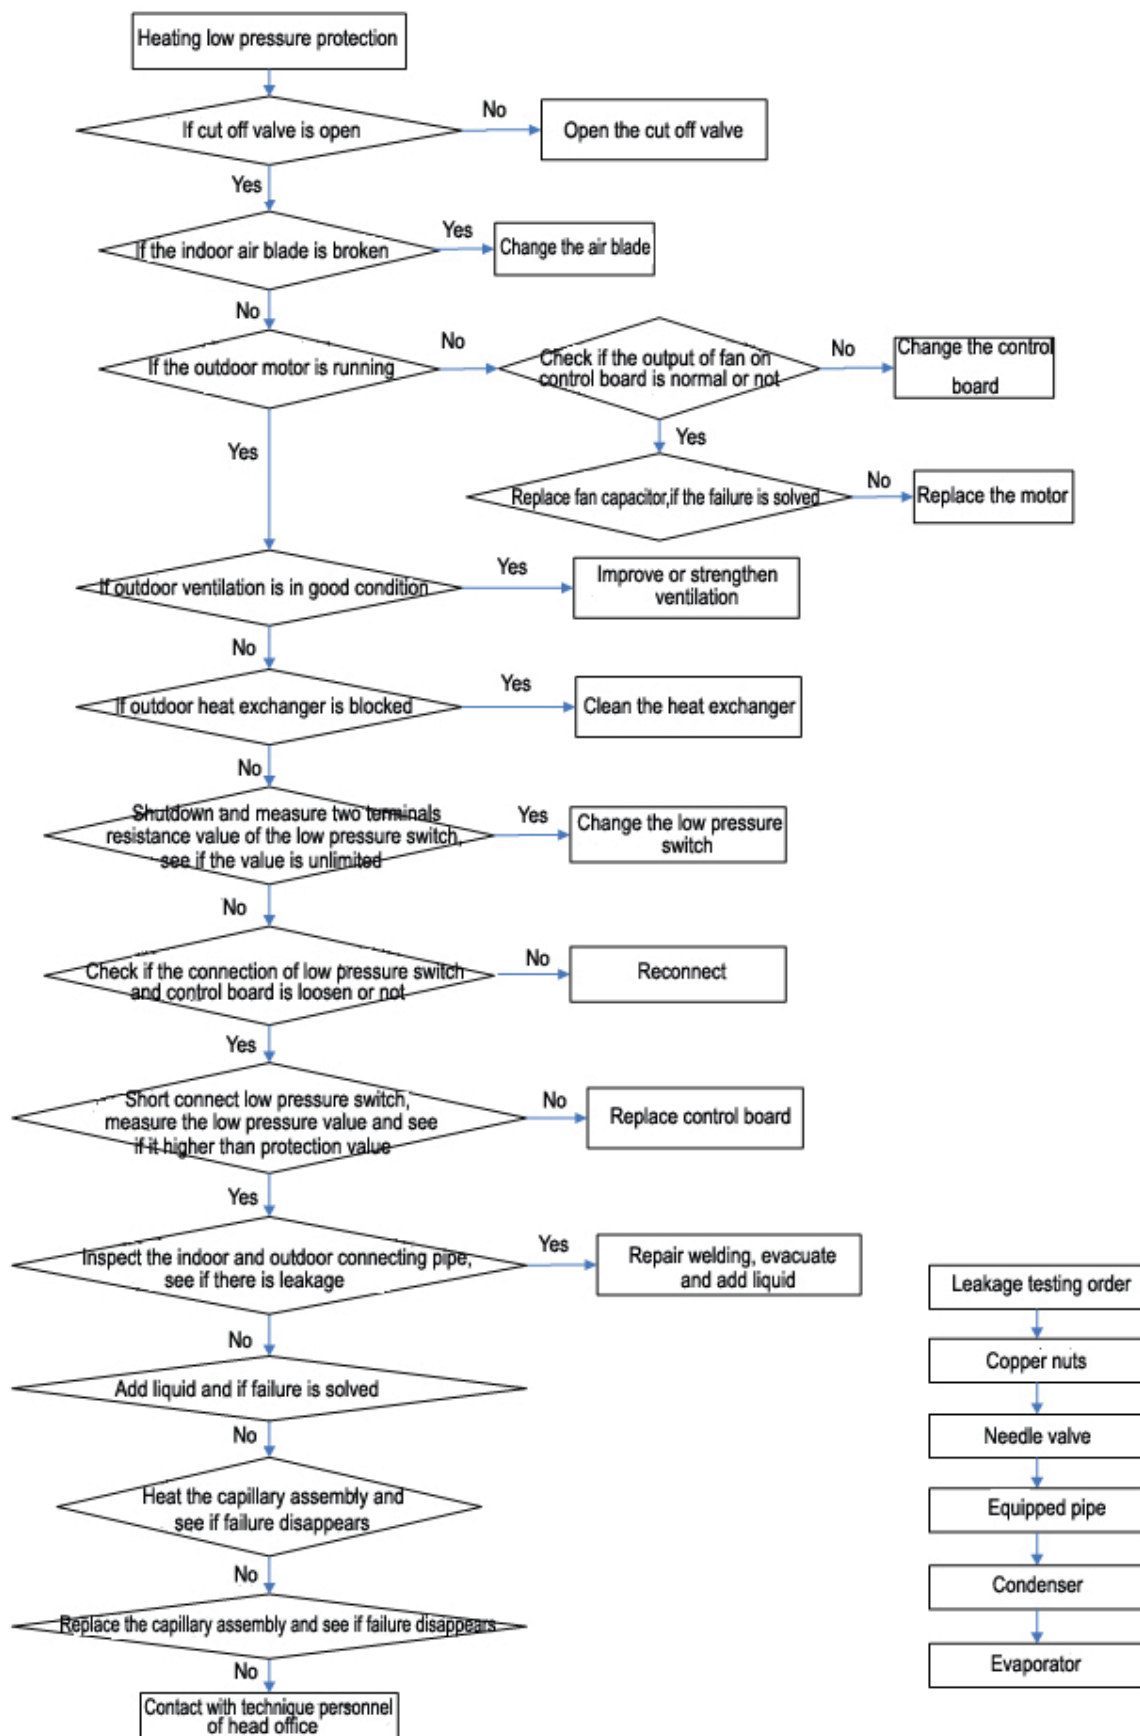 Heating low pressure protection
No
If cut off valve is open
Open the cut off valve
Yes
If the indoor air blade is broken
Yes
Change the air blade
No
If the outdoor motor is running
No
Check if the output of fan on
control board is normal or not
No
Change the control
board
Yes
Yes
Replace fan capacitor,if the failure is solved
No
Replace the motor
If outdoor ventilation is in good condition
Yes
Improve or strengthen
ventilation
No
If outdoor heat exchanger is blocked
Yes
Clean the heat exchanger
No
Shutdown and measure two terminals
resistance value of the low pressure switch,
see if the value is unlimited
Yes
Change the low pressure
switch
No
Check if the connection of low pressure switch
and control board is loosen or not
No
Reconnect
Yes
Short connect low pressure switch,
measure the low pressure value and see
if it higher than protection value
No
Replace control board
Yes
Inspect the indoor and outdoor connecting pipe,
see if there is leakage
Yes
Repair welding, evacuate
and add liquid
No
Add liquid and if failure is solved
No
Heat the capillary assembly and
see if failure disappears
No
Replace the capillary assembly and see if failure disappears
No
Contact with technique personnel
of head office
Leakage testing order
Copper nuts
Needle valve
Equipped pipe
Condenser
Evaporator